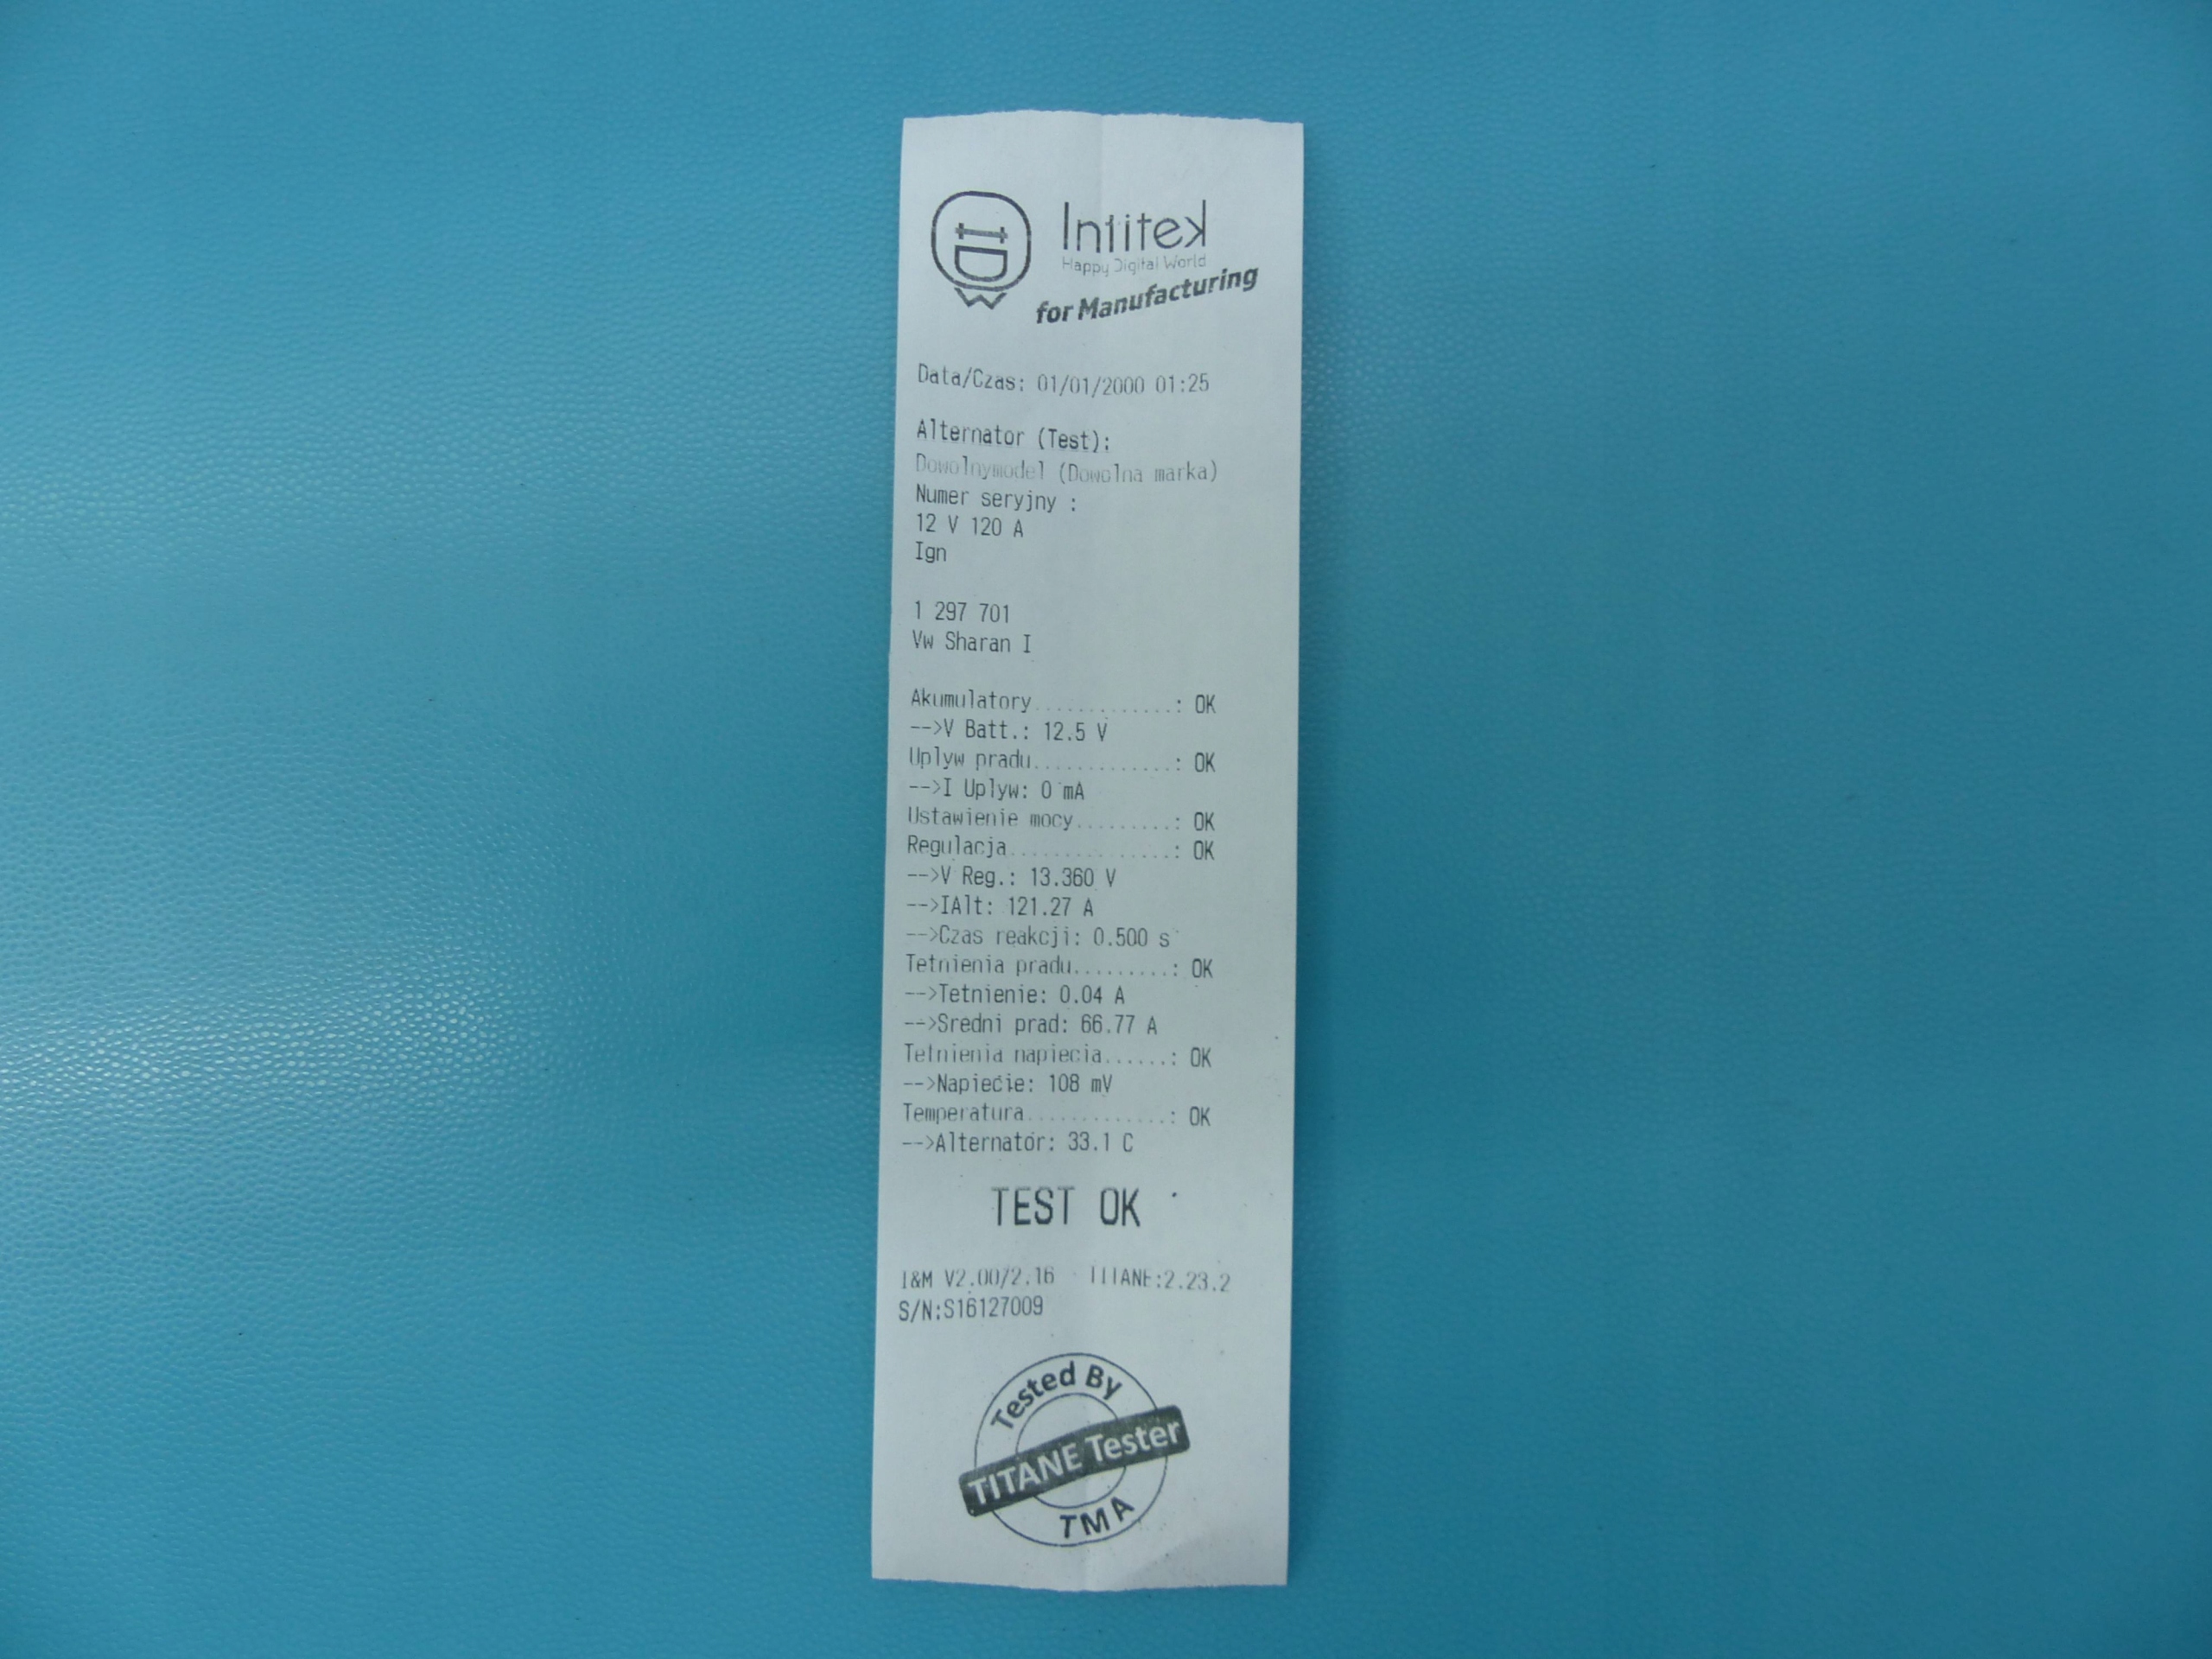 Infitek
Happy Digital World
for Manufacturing
Data/Czas: 01/01/2000 01:25
Alternator (Test):
Dowolnymodel (Dowolna marka)
Numer seryjny :
12 V 120 A
Ign
1 297 701
Vw Sharan I
Akumulatory.............: OK
-->V Batt.: 12.5 V
Uplyw pradu.............: OK
-->I Uplyw: 0 mA
Ustawienie mocy.........: OK
Regulacja...............: OK
-->V Reg.: 13.360 V
-->IAlt: 121.27 A
-->Czas reakcji: 0.500 s
Tetnienia pradu.........: OK
-->Tetnienie: 0.04 A
-->Sredni prad: 66.77 A
Tetnienia napiecia......: OK
-->Napiecie: 108 mV
Temperatura.............: OK
-->Alternator: 33.1 C
TEST OK
I&M V2.00/2.16 TITANE:2.23.2
S/N:S16127009
Tested By
TITANE Tester
TMA